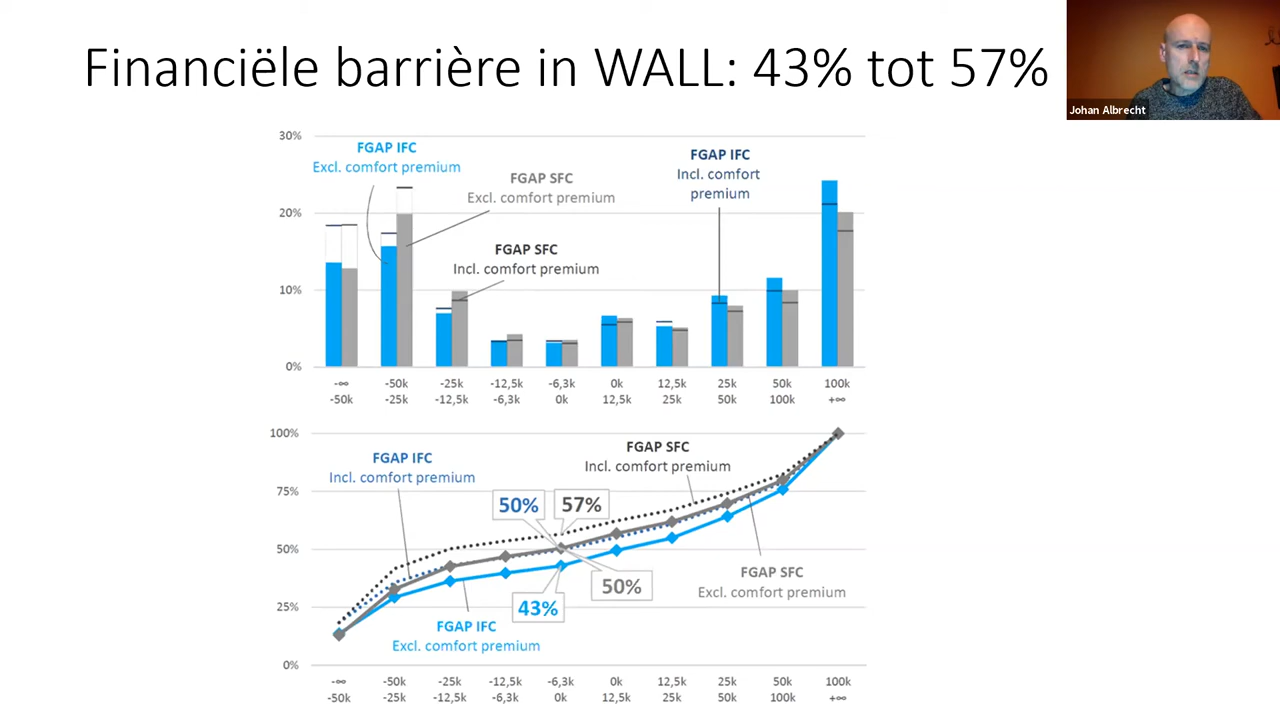 Financiële barrière in WALL: 43% tot 57%
Johan Albrecht
30%
20%
10%
0%
FGAP IFC
Excl. comfort premium
FGAP SFC
Excl. comfort premium
FGAP SFC
Incl. comfort premium
FGAP IFC
Incl. comfort
premium
-∞ -50k -25k -12,5k -6,3k 0k 12,5k 25k 50k 100k
-50k -25k -12,5k -6,3k 0k 12,5k 25k 50k 100k +∞
100%
75%
50%
25%
0%
FGAP IFC
Incl. comfort premium
FGAP SFC
Incl. comfort premium
50%
57%
50%
43%
FGAP SFC
Excl. comfort premium
FGAP IFC
Excl. comfort premium
-∞ -50k -25k -12,5k -6,3k 0k 12,5k 25k 50k 100k
-50k -25k -12,5k -6,3k 0k 12,5k 25k 50k 100k +∞